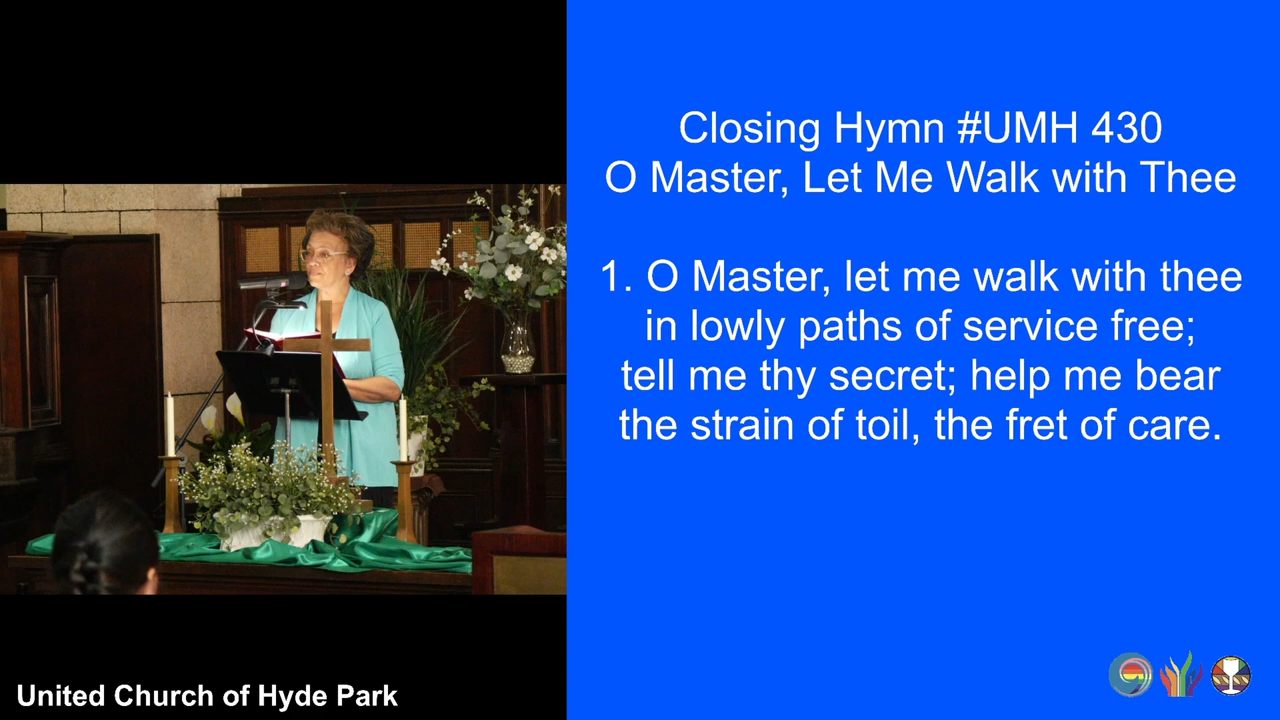 Closing Hymn #UMH 430
O Master, Let Me Walk with Thee
1. O Master, let me walk with thee
in lowly paths of service free;
tell me thy secret; help me bear
the strain of toil, the fret of care.
United Church of Hyde Park